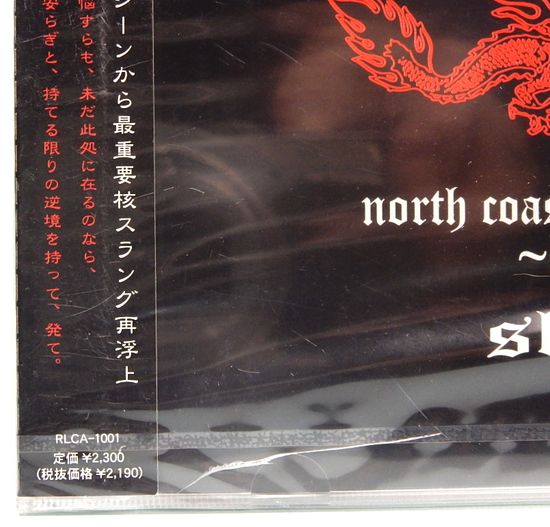 シーンから最重要核スラング再浮上
悩すらも、未だ此処に在るのなら、
安らぎと、持てる限りの逆境を持って、発て。
RLCA-1001
定価 ¥2,300
(税抜価格 ¥2,190)
north coas
~
sl